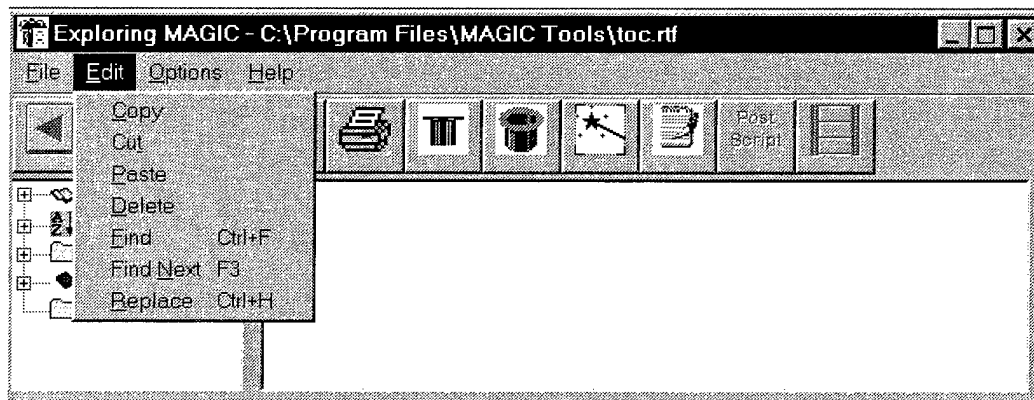 Exploring MAGIC - C:\Program Files\MAGIC Tools\toc.rtf
File Edit Options Help
Copy
Cut
Paste
Delete
Find Ctrl+F
Find Next F3
Replace Ctrl+H
Post
Script
A
Z